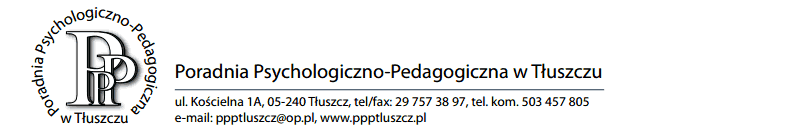 Poradnia Psychologiczno-Pedagogiczna
w Tłuszczu
PPP
Poradnia Psychologiczno-Pedagogiczna w Tłuszczu
ul. Kościelna 1A, 05-240 Tłuszcz, tel/fax: 29 757 38 97, tel. kom. 503 457 805
e-mail: ppptluszcz@op.pl, www.ppptluszcz.pl